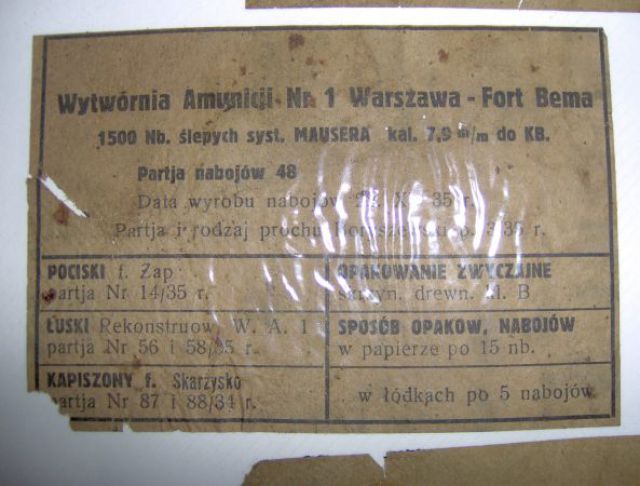 Wytwórnia Amunicji Nr 1 Warszawa - Fort Bema
1500 Nb. ślepych syst. MAUSERA kal. 7,9 m/m do KB.
Partja nabojów 48
Data wyrobu nabojów 35 r.
Partja i rodzaj prochu 35 r.
POCISKI f. Zap
partja Nr 14/35 r.
ŁUSKI Rekonstruow. W. A. 1
partja Nr 56 i 58/35 r.
KAPISZONY f. Skarzysko
partja Nr 87 i 88/34 r.
OPAKOWANIE ZWYCZAJNE
skrzyn. drewn. B
SPOSÓB OPAKOW. NABOJÓW
w papierze po 15 nb.
w łódkach po 5 nabojów